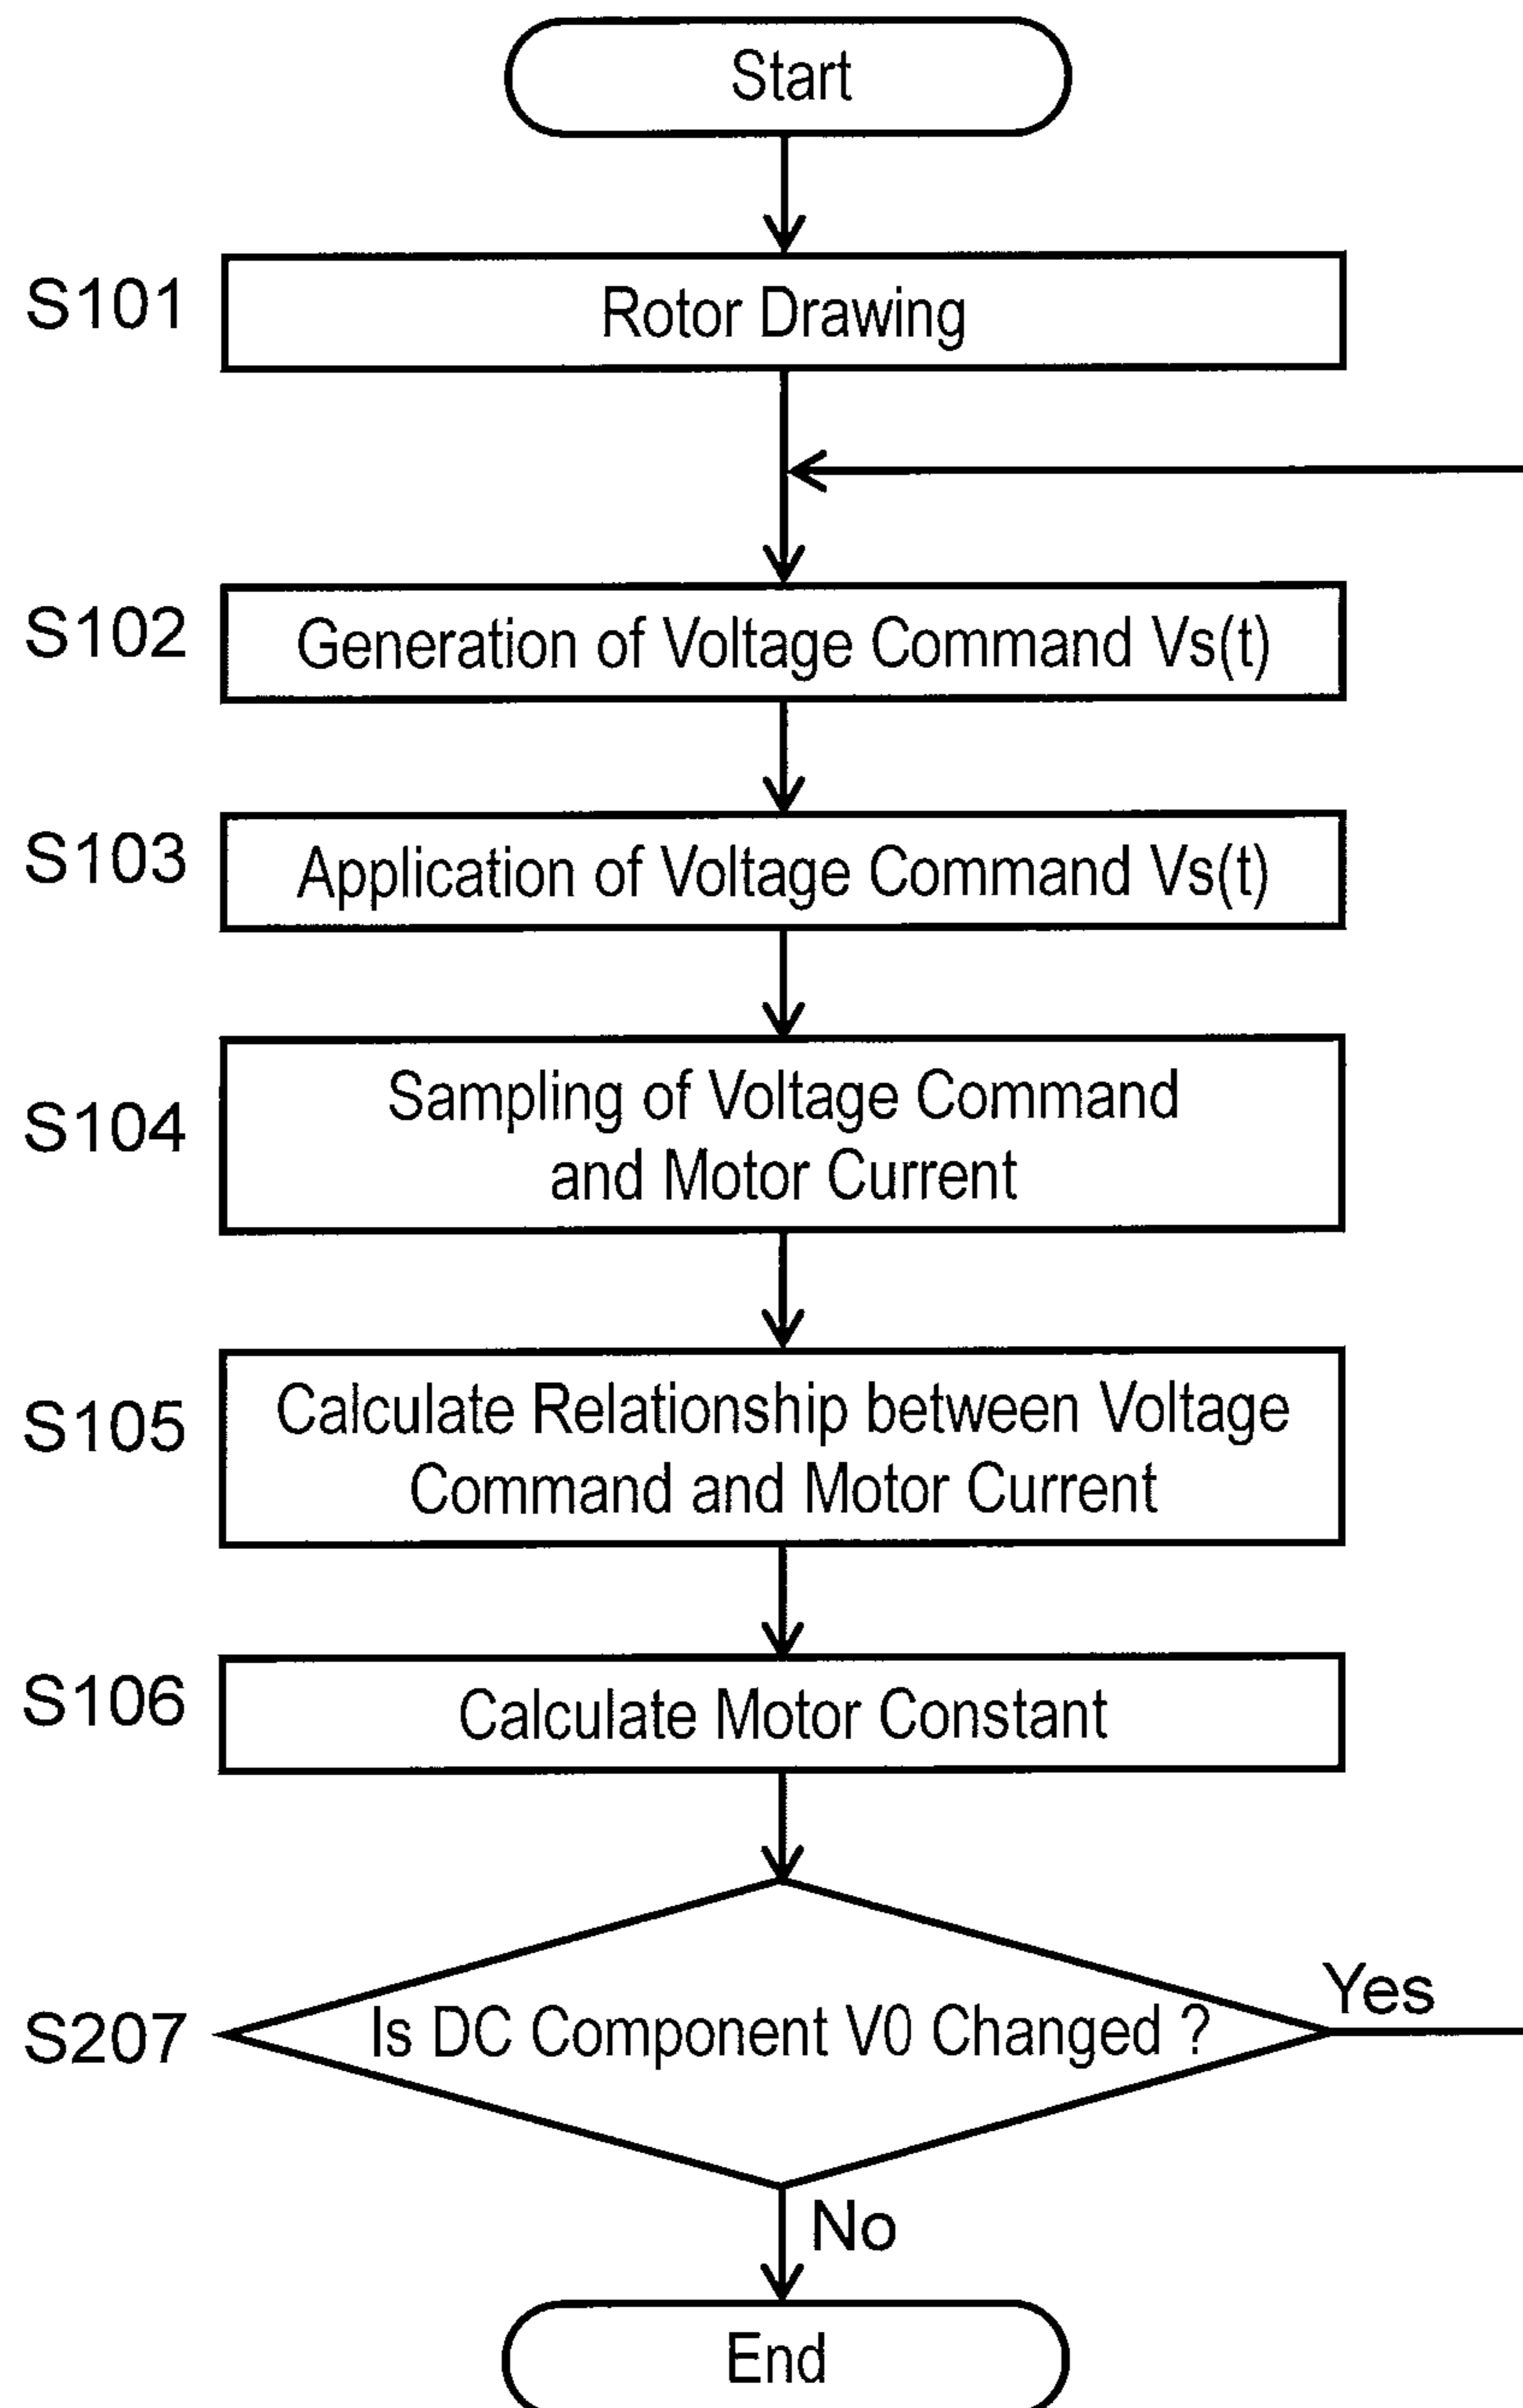 Start
S101
Rotor Drawing
S102
Generation of Voltage Command Vs(t)
S103
Application of Voltage Command Vs(t)
S104
Sampling of Voltage Command
and Motor Current
S105
Calculate Relationship between Voltage
Command and Motor Current
S106
Calculate Motor Constant
S207
Is DC Component V0 Changed ?
Yes
No
End